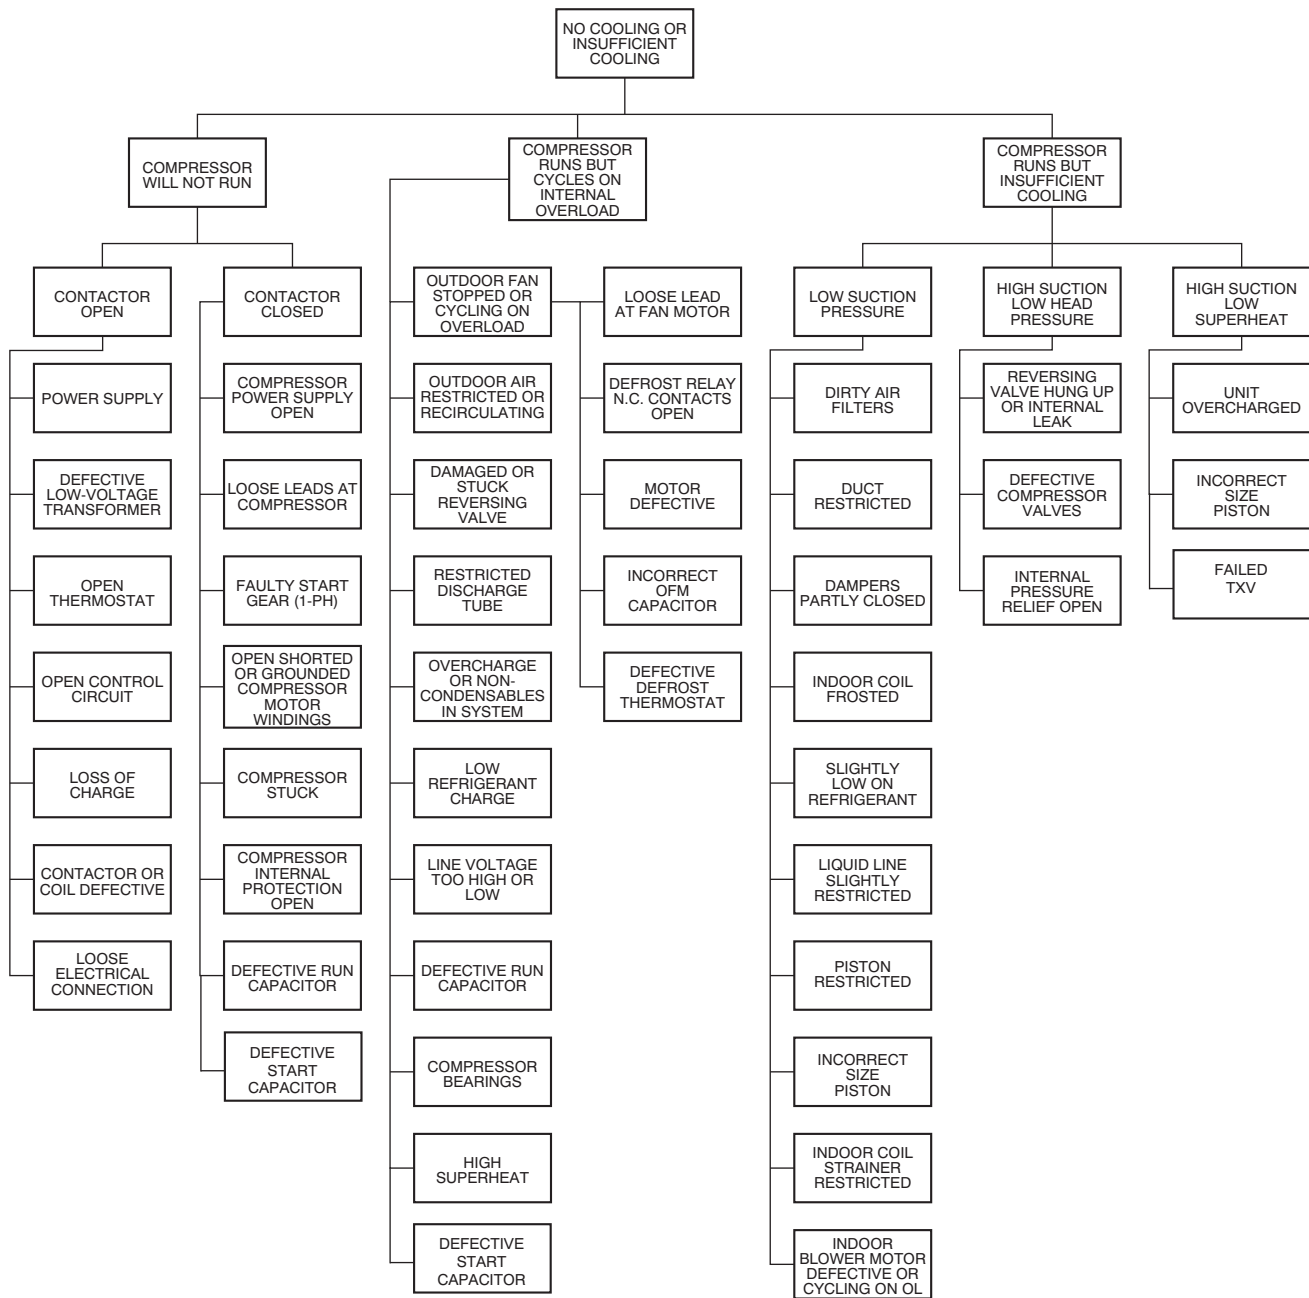 NO COOLING OR
INSUFFICIENT
COOLING
COMPRESSOR
WILL NOT RUN
COMPRESSOR
RUNS BUT
CYCLES ON
INTERNAL
OVERLOAD
COMPRESSOR
RUNS BUT
INSUFFICIENT
COOLING
CONTACTOR
OPEN
POWER SUPPLY
DEFECTIVE
LOW-VOLTAGE
TRANSFORMER
OPEN
THERMOSTAT
OPEN CONTROL
CIRCUIT
LOSS OF
CHARGE
CONTACTOR OR
COIL DEFECTIVE
LOOSE
ELECTRICAL
CONNECTION
CONTACTOR
CLOSED
COMPRESSOR
POWER SUPPLY
OPEN
LOOSE LEADS AT
COMPRESSOR
FAULTY START
GEAR (1-PH)
OPEN SHORTED
OR GROUNDED
COMPRESSOR
MOTOR
WINDINGS
COMPRESSOR
STUCK
COMPRESSOR
INTERNAL
PROTECTION
OPEN
DEFECTIVE RUN
CAPACITOR
DEFECTIVE
START
CAPACITOR
OUTDOOR FAN
STOPPED OR
CYCLING ON
OVERLOAD
OUTDOOR AIR
RESTRICTED OR
RECIRCULATING
DAMAGED OR
STUCK
REVERSING
VALVE
RESTRICTED
DISCHARGE
TUBE
OVERCHARGE
OR NON-
CONDENSABLES
IN SYSTEM
LOW
REFRIGERANT
CHARGE
LINE VOLTAGE
TOO HIGH OR
LOW
DEFECTIVE RUN
CAPACITOR
COMPRESSOR
BEARINGS
HIGH
SUPERHEAT
DEFECTIVE
START
CAPACITOR
LOOSE LEAD
AT FAN MOTOR
DEFROST RELAY
N.C. CONTACTS
OPEN
MOTOR
DEFECTIVE
INCORRECT
OFM
CAPACITOR
DEFECTIVE
DEFROST
THERMOSTAT
LOW SUCTION
PRESSURE
DIRTY AIR
FILTERS
DUCT
RESTRICTED
DAMPERS
PARTLY CLOSED
INDOOR COIL
FROSTED
SLIGHTLY
LOW ON
REFRIGERANT
LIQUID LINE
SLIGHTLY
RESTRICTED
PISTON
RESTRICTED
INCORRECT
SIZE
PISTON
INDOOR COIL
STRAINER
RESTRICTED
INDOOR
BLOWER MOTOR
DEFECTIVE OR
CYCLING ON OL
HIGH SUCTION
LOW HEAD
PRESSURE
REVERSING
VALVE HUNG UP
OR INTERNAL
LEAK
DEFECTIVE
COMPRESSOR
VALVES
INTERNAL
PRESSURE
RELIEF OPEN
HIGH SUCTION
LOW
SUPERHEAT
UNIT
OVERCHARGED
INCORRECT
SIZE
PISTON
FAILED
TXV